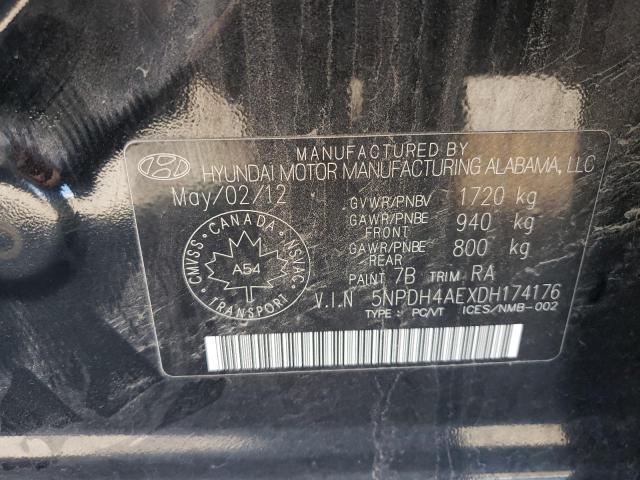 MANUFACTURED BY
HYUNDAI MOTOR MANUFACTURING ALABAMA, LLC
May/02/12
GVWR/PNBV 1720 kg
GAWR/PNBE FRONT 940 kg
GAWR/PNBE REAR 800 kg
PAINT 7B TRIM RA
V.I.N 5NPDH4AEXDH174176
TYPE : PC/VT ICES/NMB-002
CMVSS · CANADA · NSVAC
A54
TRANSPORT